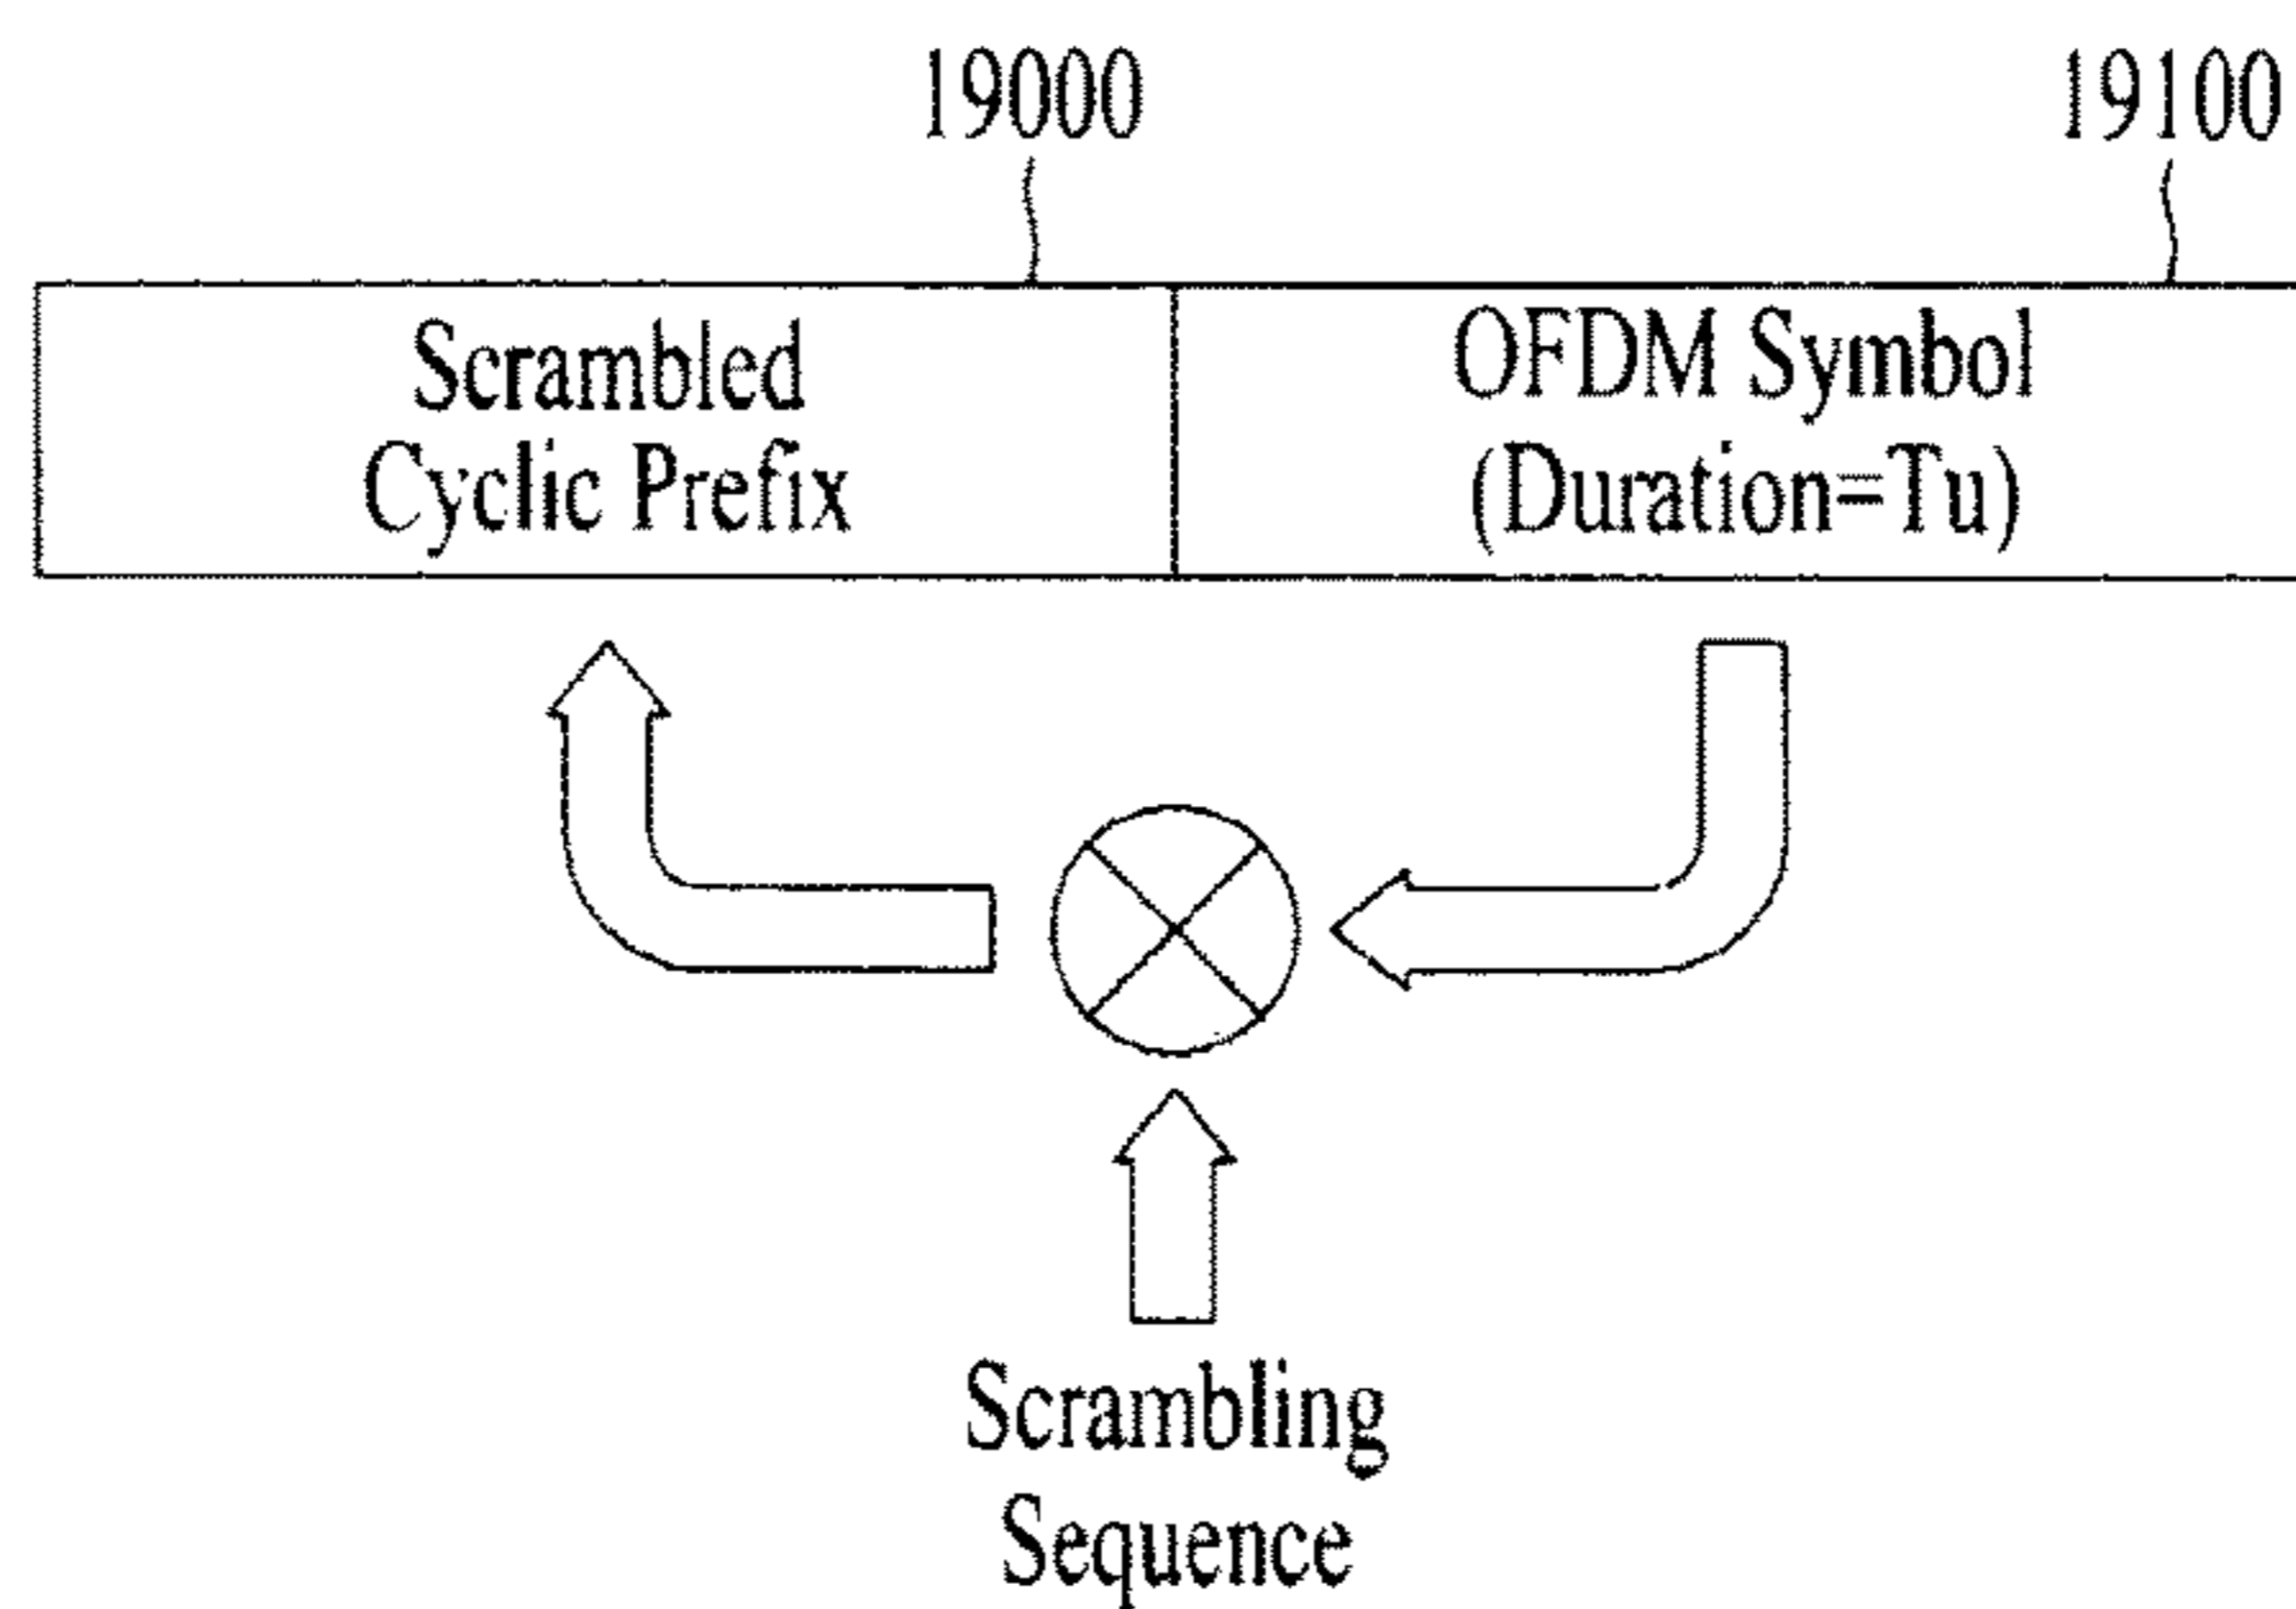 19000
19100
Scrambled
Cyclic Prefix
OFDM Symbol
(Duration=Tu)
Scrambling
Sequence